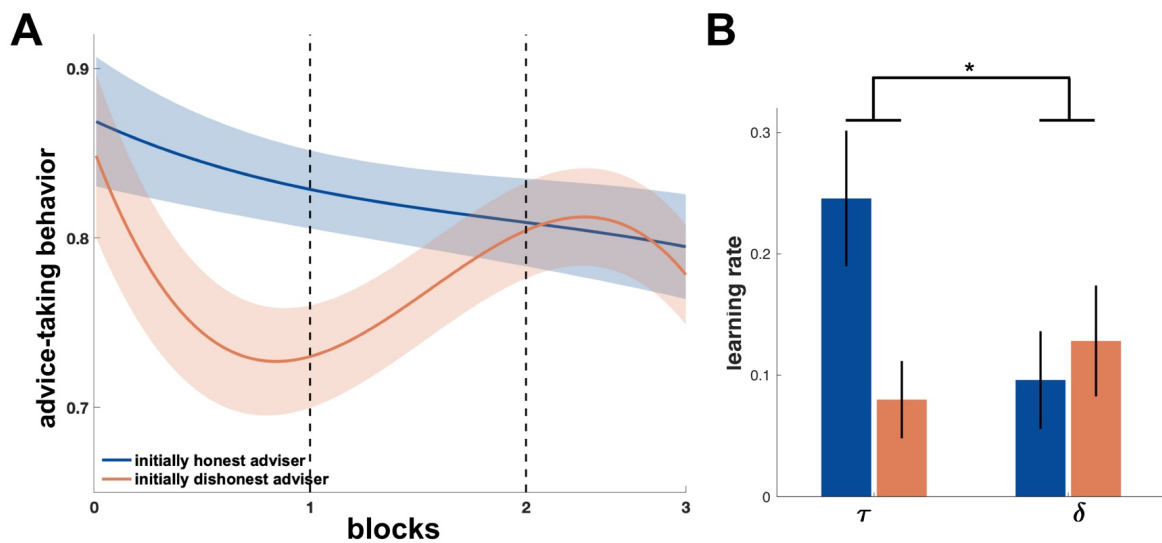 A
advice-taking behavior
0.9
0.8
0.7
initially honest adviser
initially dishonest adviser
0
1
2
3
blocks
B
*
learning rate
0.3
0.2
0.1
0
τ
δ